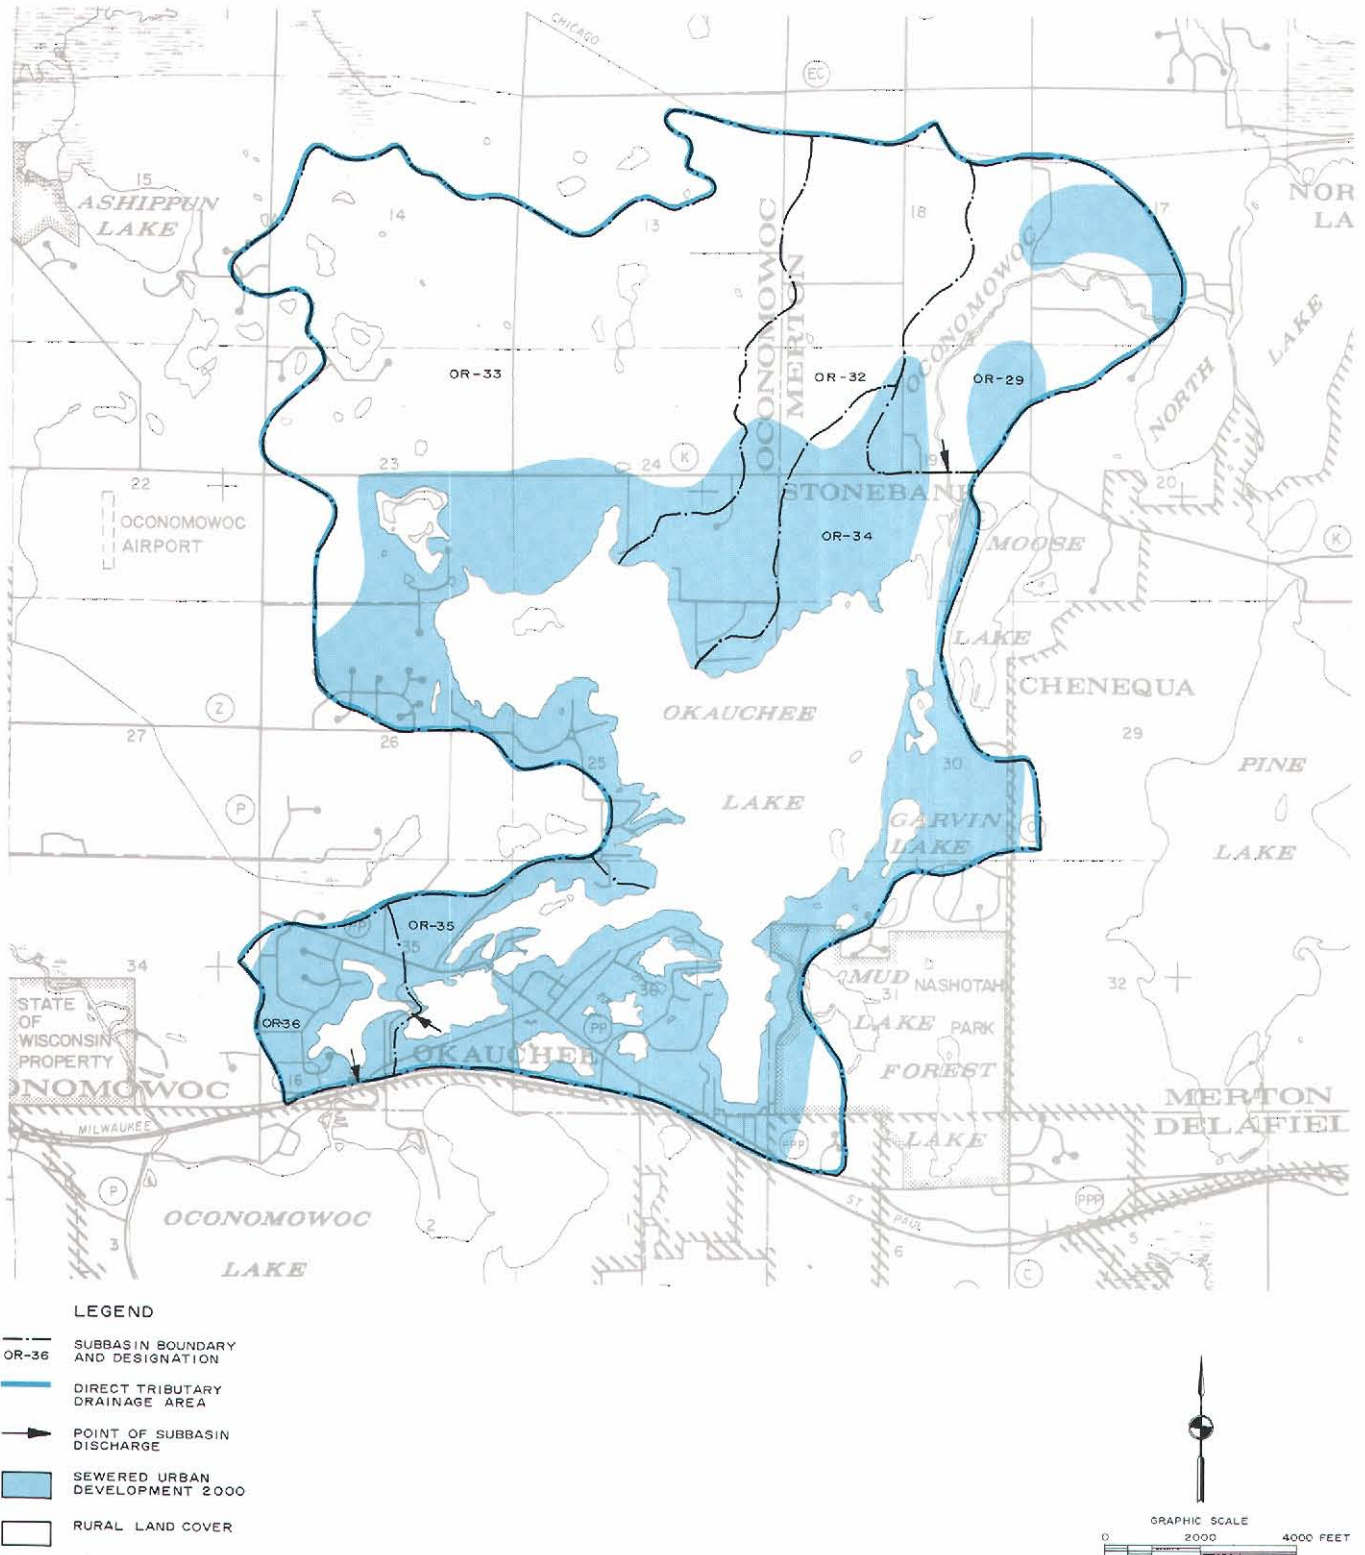 CHICAGO
EC
15
ASHIPPUN
LAKE
14
13
18
17
NOR
LA
OCONOMOWOC
MERTON
OCONOMOWOC
LAKE
NORTH
OR-33
OR-32
OR-29
23
24
K
19
22
OCONOMOWOC
AIRPORT
STONEBANK
20
OR-34
MOOSE
LAKE
K
CHENEQUA
Z
27
26
25
OKAUCHEE
LAKE
30
29
PINE
LAKE
P
GARVIN
LAKE
C
PP
OR-35
35
34
36
PP
MUD
LAKE
NASHOTAH
PARK
FOREST
LAKE
31
32
STATE
OF
WISCONSIN
PROPERTY
OR-36
16
OKAUCHEE
ONOMOWOC
MILWAUKEE
MERTON
DELAFIEL
PPP
P
3
OCONOMOWOC
LAKE
2
1
ST PAUL
6
PPP
5
C
LEGEND
OR-36 SUBBASIN BOUNDARY
AND DESIGNATION
DIRECT TRIBUTARY
DRAINAGE AREA
POINT OF SUBBASIN
DISCHARGE
SEWERED URBAN
DEVELOPMENT 2000
RURAL LAND COVER
GRAPHIC SCALE
0 2000 4000 FEET